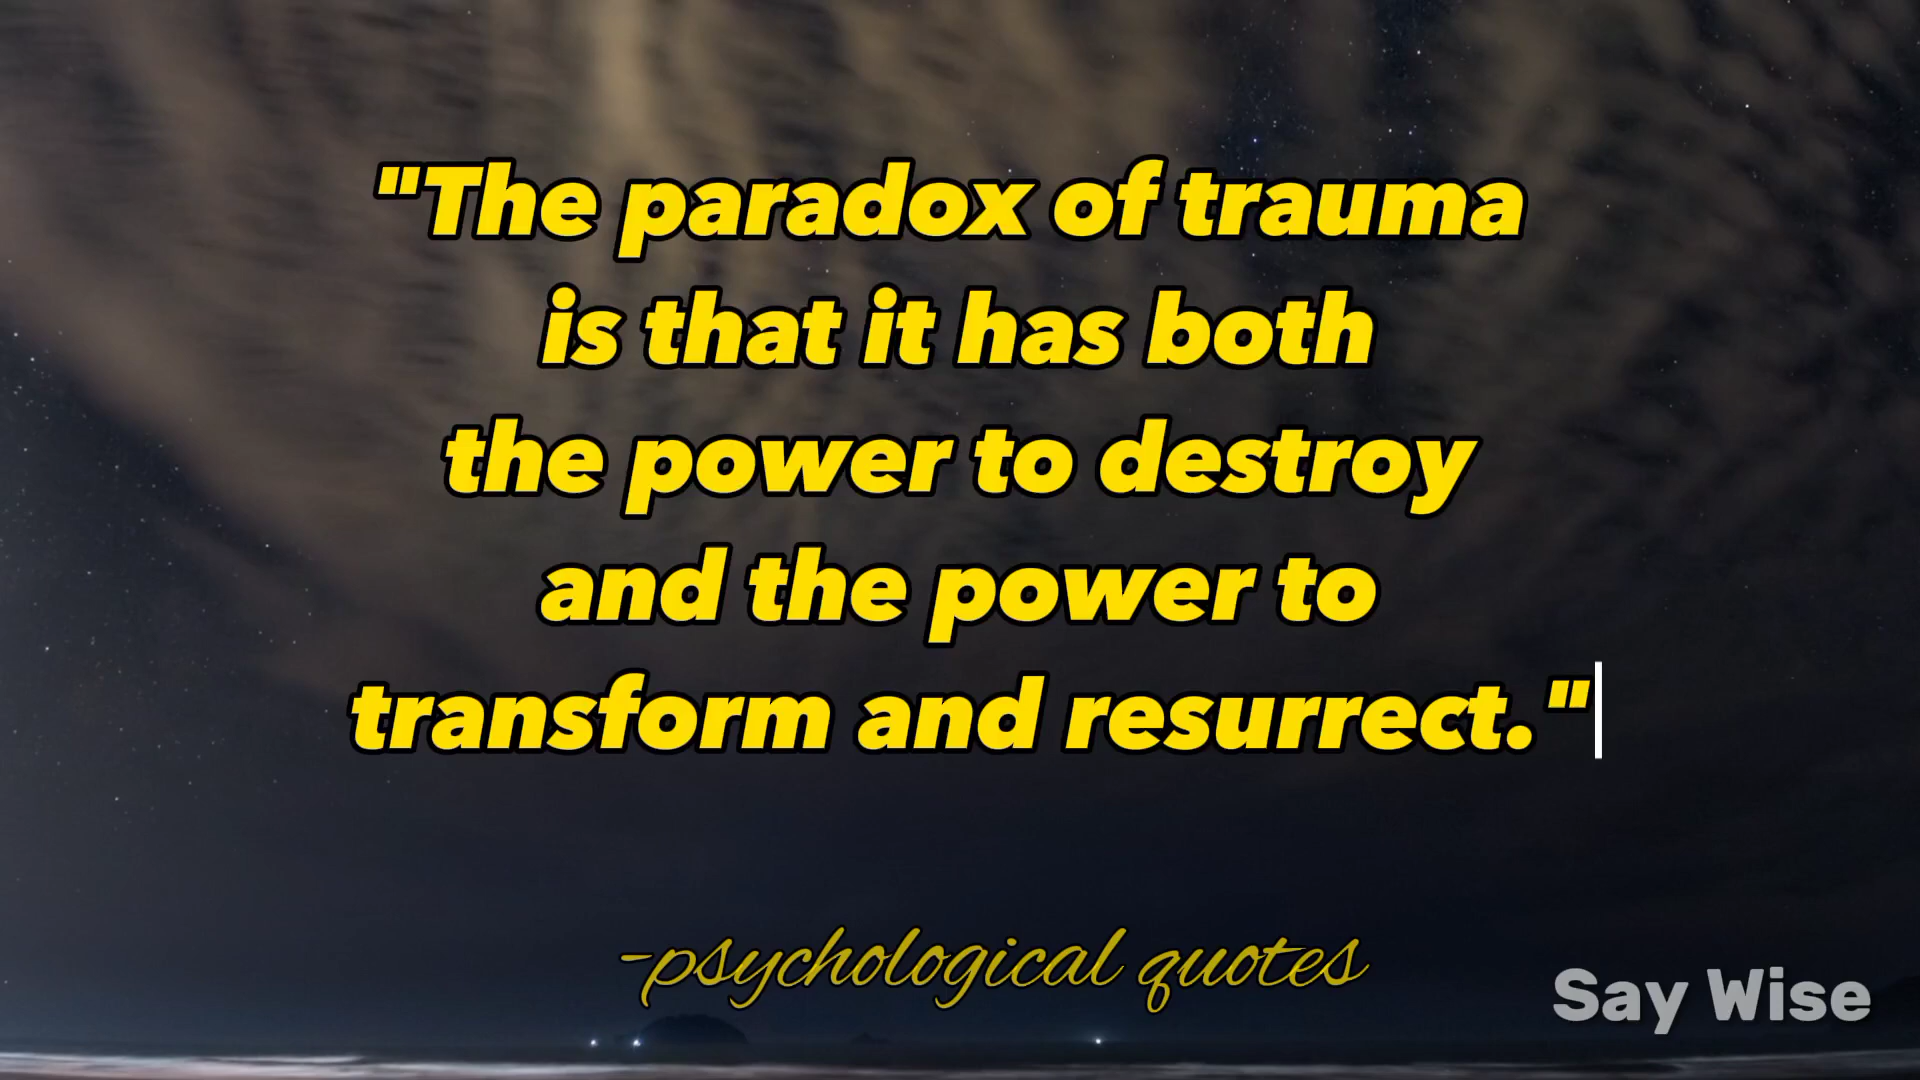 "The paradox of trauma
is that it has both
the power to destroy
and the power to
transform and resurrect."
-psychological quotes
Say Wise